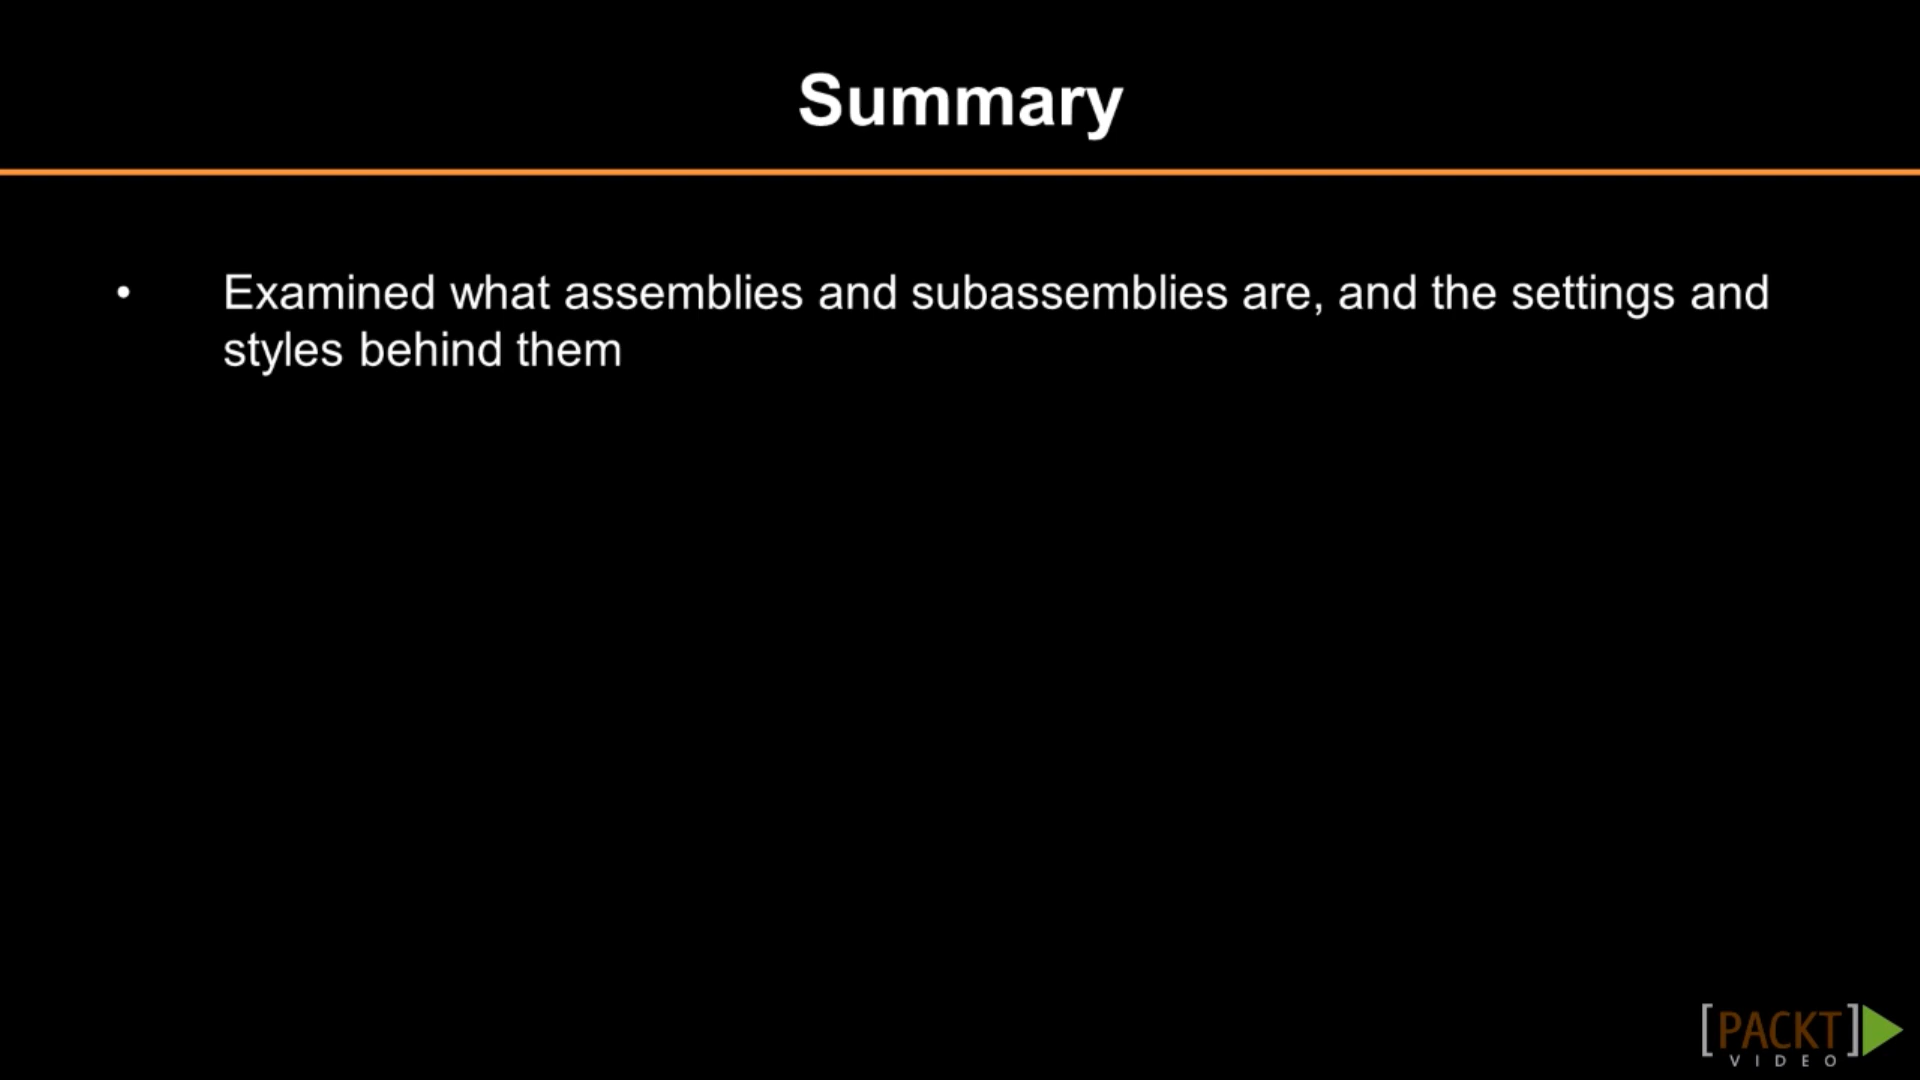 Summary
• Examined what assemblies and subassemblies are, and the settings and
styles behind them
[PACKT]
VIDEO